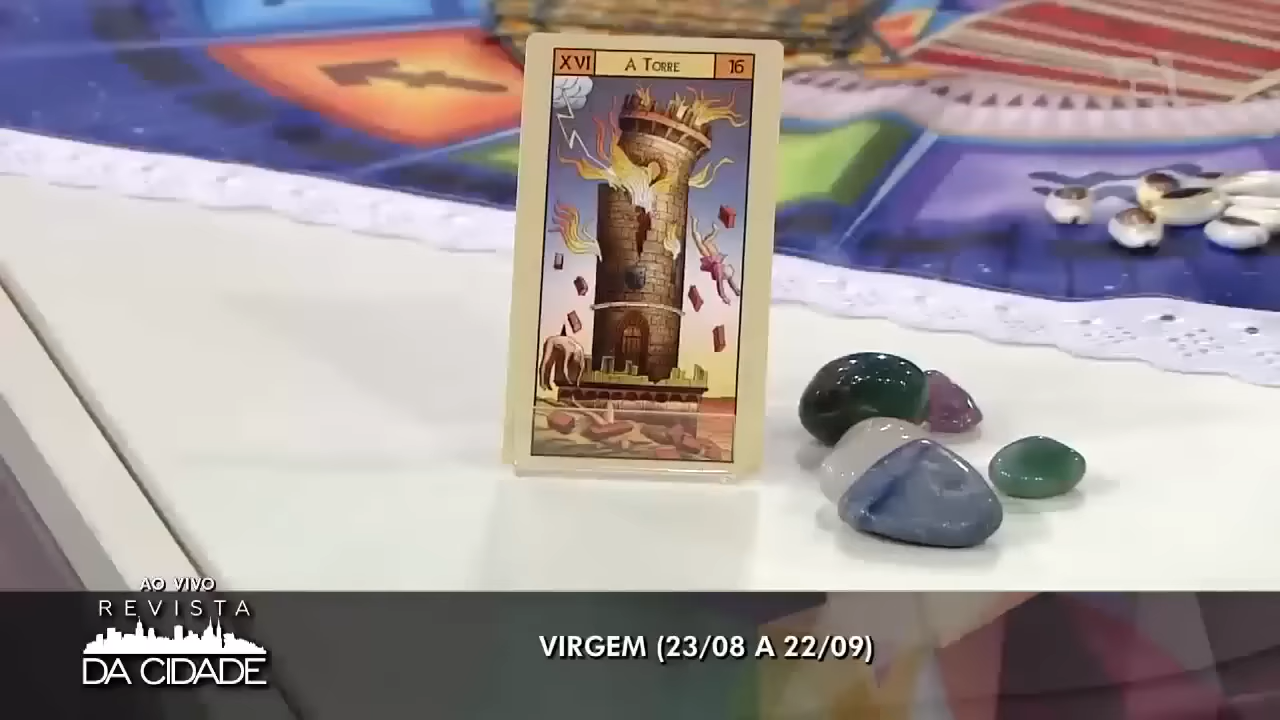 XVI A TORRE 16
AO VIVO
REVISTA
DA CIDADE
VIRGEM (23/08 A 22/09)